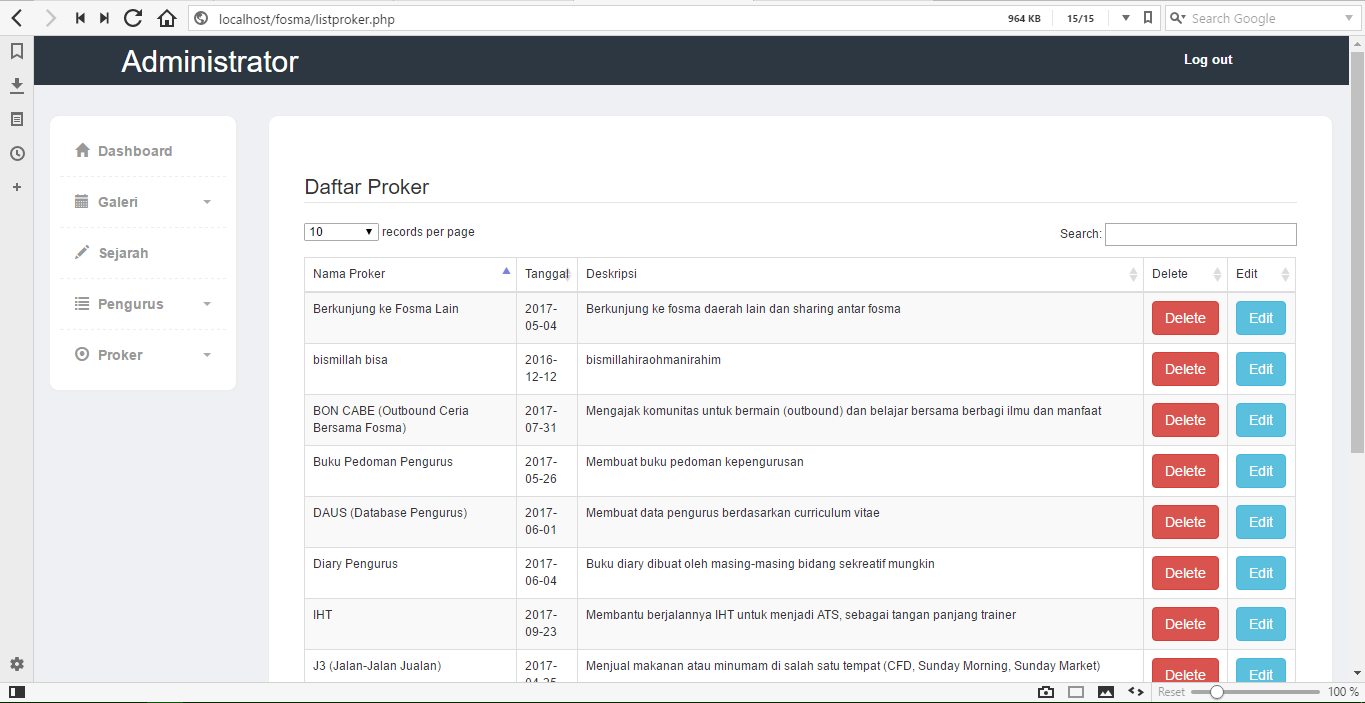 localhost/fosma/listproker.php
964 KB
15/15
Search Google
Administrator
Log out
Dashboard
Galeri
Sejarah
Pengurus
Proker
Daftar Proker
10 records per page
Search:
Nama Proker Tanggal Deskripsi Delete Edit
Berkunjung ke Fosma Lain 2017- Berkunjung ke fosma daerah lain dan sharing antar fosma Delete Edit
05-04
bismillah bisa 2016- bismillahiraohmanirahim Delete Edit
12-12
BON CABE (Outbound Ceria 2017- Mengajak komunitas untuk bermain (outbound) dan belajar bersama berbagi ilmu dan manfaat Delete Edit
Bersama Fosma) 07-31
Buku Pedoman Pengurus 2017- Membuat buku pedoman kepengurusan Delete Edit
05-26
DAUS (Database Pengurus) 2017- Membuat data pengurus berdasarkan curriculum vitae Delete Edit
06-01
Diary Pengurus 2017- Buku diary dibuat oleh masing-masing bidang sekreatif mungkin Delete Edit
06-04
IHT 2017- Membantu berjalannya IHT untuk menjadi ATS, sebagai tangan panjang trainer Delete Edit
09-23
J3 (Jalan-Jalan Jualan) 2017- Menjual makanan atau minumam di salah satu tempat (CFD, Sunday Morning, Sunday Market) Delete Edit
Reset 100 %